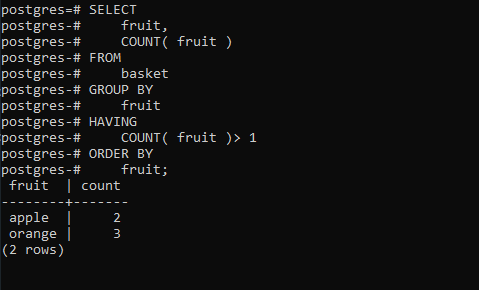 postgres=# SELECT
postgres-#     fruit,
postgres-#     COUNT( fruit )
postgres-# FROM
postgres-#     basket
postgres-# GROUP BY
postgres-#     fruit
postgres-# HAVING
postgres-#     COUNT( fruit )> 1
postgres-# ORDER BY
postgres-#     fruit;
 fruit  | count
--------+-------
 apple  |     2
 orange |     3
(2 rows)